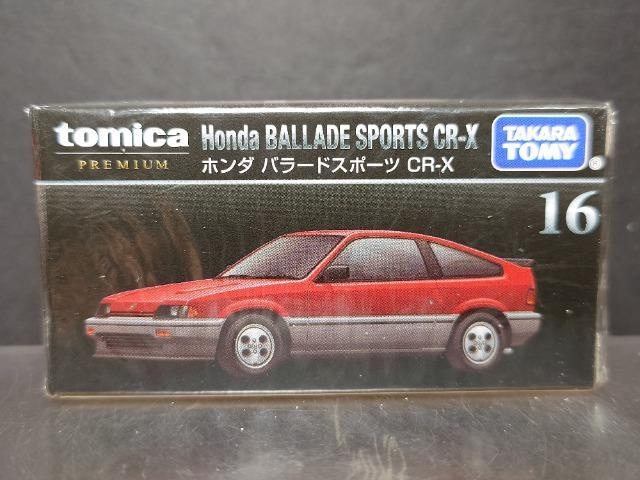 tomica
PREMIUM
Honda BALLADE SPORTS CR-X
ホンダ バラードスポーツ CR-X
TAKARA
TOMY
®
16